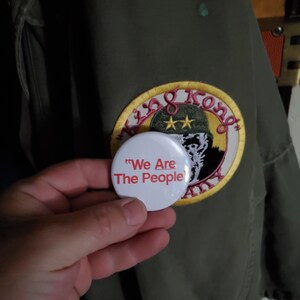 "King Kong"
"We Are
The People"